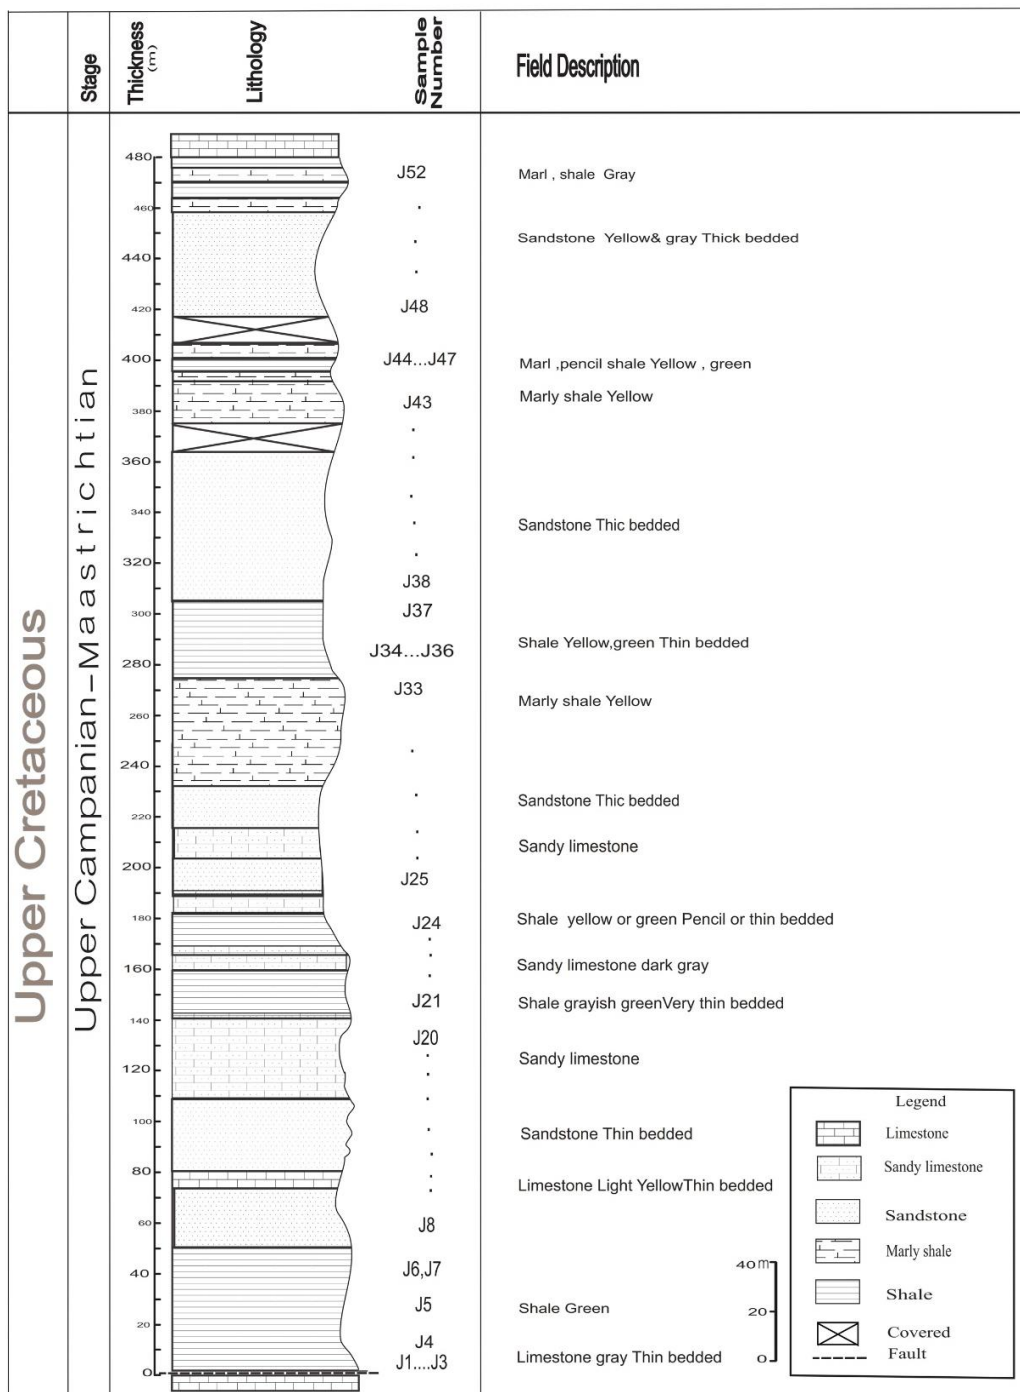 Stage
Thickness
(m)
Lithology
Sample
Number
Field Description
Upper Cretaceous
Upper Campanian-Maastrichtian
480
J52
Marl , shale Gray
460
Sandstone Yellow& gray Thick bedded
440
420
J48
400
J44...J47
Marl ,pencil shale Yellow , green
Marly shale Yellow
380
J43
360
340
Sandstone Thic bedded
320
J38
300
J37
Shale Yellow,green Thin bedded
J34...J36
280
J33
Marly shale Yellow
260
240
Sandstone Thic bedded
220
Sandy limestone
200
J25
180
J24
Shale yellow or green Pencil or thin bedded
160
Sandy limestone dark gray
J21
Shale grayish greenVery thin bedded
140
J20
Sandy limestone
120
100
Sandstone Thin bedded
80
Limestone Light YellowThin bedded
60
J8
40
J6,J7
J5
Shale Green
20
J4
J1....J3
Limestone gray Thin bedded
0
40m
20
0
Legend
Limestone
Sandy limestone
Sandstone
Marly shale
Shale
Covered
Fault